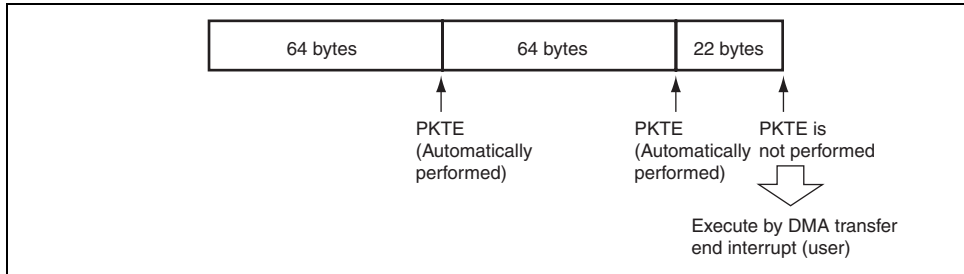 64 bytes
64 bytes
22 bytes
PKTE
(Automatically
performed)
PKTE
(Automatically
performed)
PKTE is
not performed
Execute by DMA transfer
end interrupt (user)